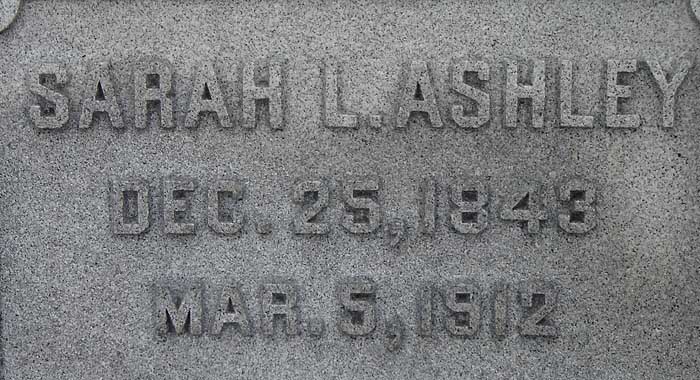 SARAH L. ASHLEY
DEC. 25, 1843
MAR. 5, 1912